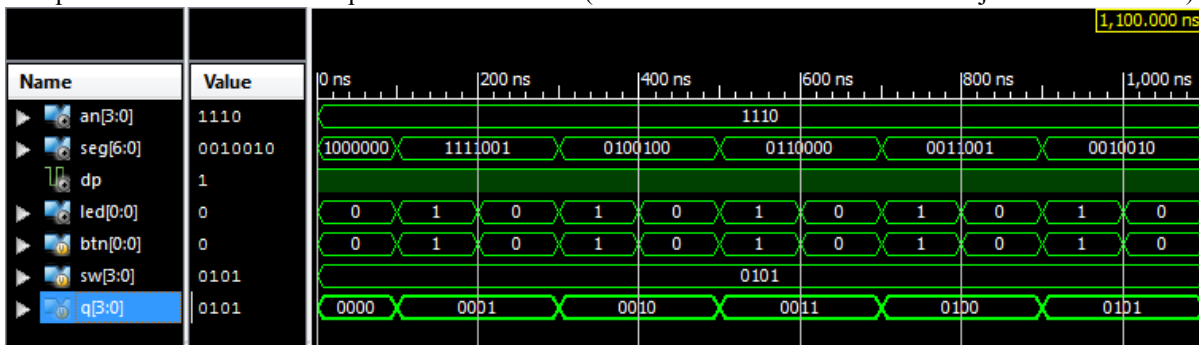 1,100.000 ns
Name Value 0 ns 200 ns 400 ns 600 ns 800 ns 1,000 ns
an[3:0] 1110 1110
seg[6:0] 0010010 1000000 1111001 0100100 0110000 0011001 0010010
dp 1
led[0:0] 0 0 1 0 1 0 1 0 1 0 1 0
btn[0:0] 0 0 1 0 1 0 1 0 1 0 1 0
sw[3:0] 0101 0101
q[3:0] 0101 0000 0001 0010 0011 0100 0101